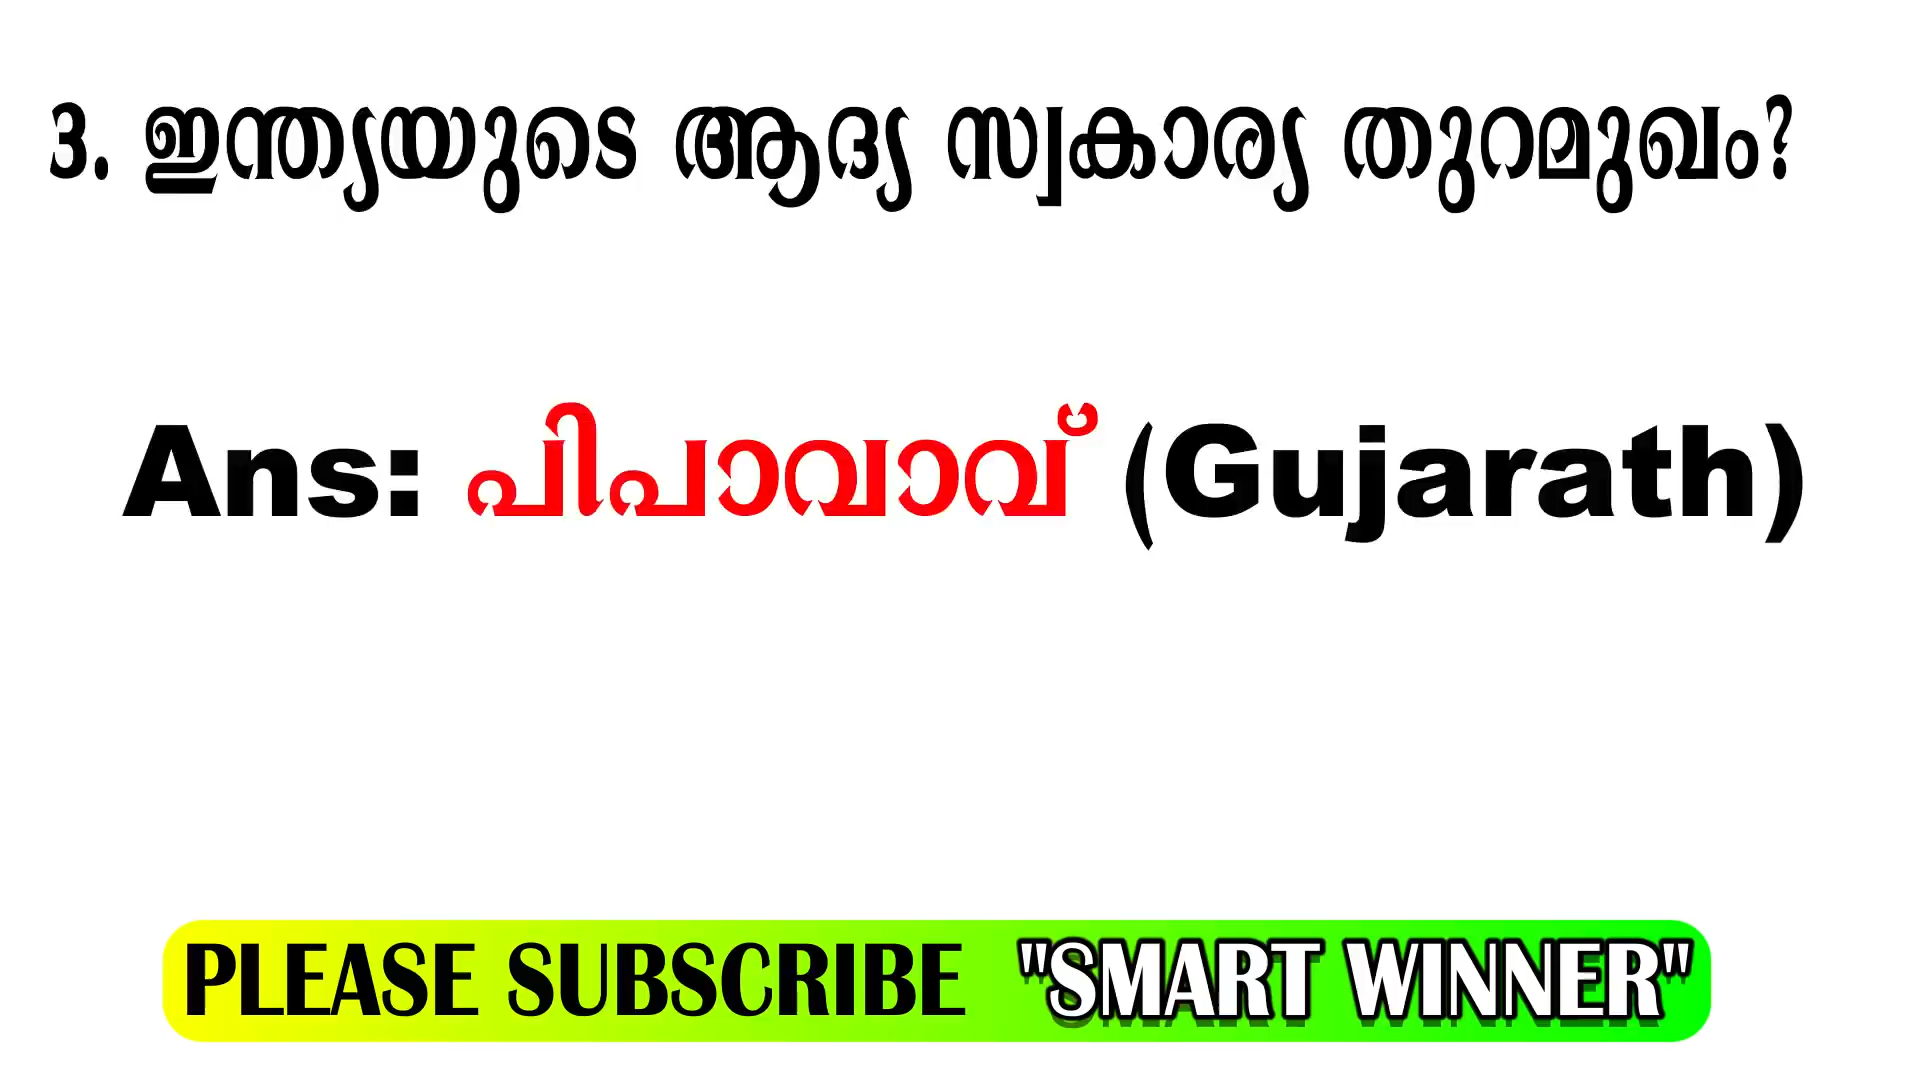 3. ഇന്ത്യയുടെ ആദ്യ സ്വകാര്യ തുറമുഖം?
Ans: പിപാവാവ് (Gujarath)
PLEASE SUBSCRIBE "SMART WINNER"